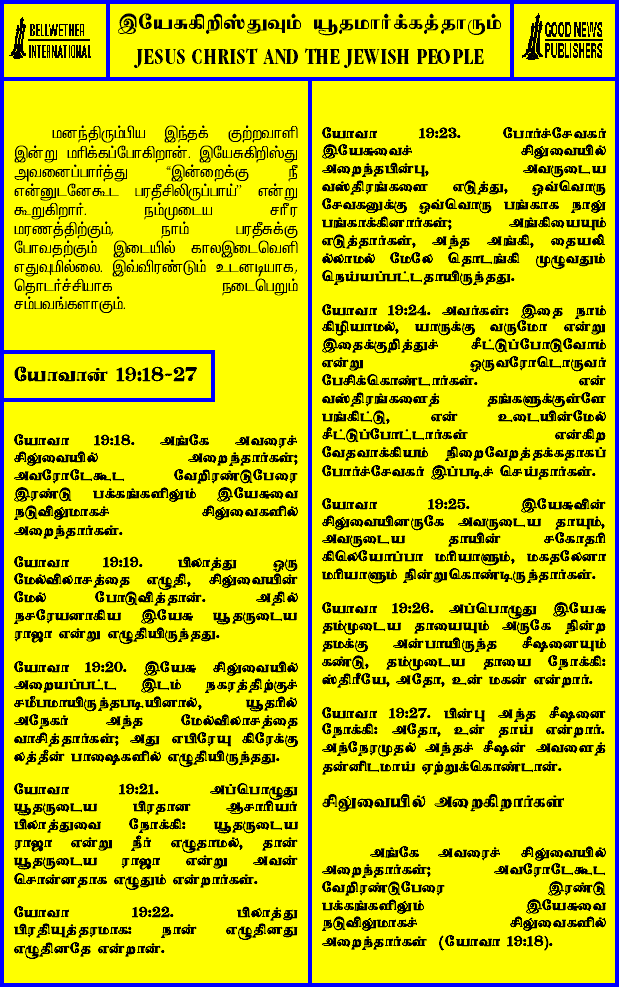 BELLWETHER
INTERNATIONAL
இயேசுகிறிஸ்துவும் யூதமார்க்கத்தாரும்
JESUS CHRIST AND THE JEWISH PEOPLE
GOOD NEWS
PUBLISHERS
மனந்திரும்பிய இந்தக் குற்றவாளி
இன்று மரிக்கப்போகிறான். இயேசுகிறிஸ்து
அவனைப்பார்த்து “இன்றைக்கு நீ
என்னுடனேகூட பரதீசிலிருப்பாய்” என்று
கூறுகிறார். நம்முடைய சரீர
மரணத்திற்கும், நாம் பரதீசுக்கு
போவதற்கும் இடையில் காலஇடைவெளி
எதுவுமில்லை. இவ்விரண்டும் உடனடியாக,
தொடர்ச்சியாக நடைபெறும்
சம்பவங்களாகும்.
யோவான் 19:18-27
யோவா 19:18. அங்கே அவரைச்
சிலுவையில் அறைந்தார்கள்;
அவரோடேகூட வேறிரண்டுபேரை
இரண்டு பக்கங்களிலும் இயேசுவை
நடுவிலுமாகச் சிலுவைகளில்
அறைந்தார்கள்.
யோவா 19:19. பிலாத்து ஒரு
மேல்விலாசத்தை எழுதி, சிலுவையின்
மேல் போடுவித்தான். அதில்
நசரேயனாகிய இயேசு யூதருடைய
ராஜா என்று எழுதியிருந்தது.
யோவா 19:20. இயேசு சிலுவையில்
அறையப்பட்ட இடம் நகரத்திற்குச்
சமீபமாயிருந்தபடியினால், யூதரில்
அநேகர் அந்த மேல்விலாசத்தை
வாசித்தார்கள்; அது எபிரேயு கிரேக்கு
லத்தீன் பாஷைகளில் எழுதியிருந்தது.
யோவா 19:21. அப்பொழுது
யூதருடைய பிரதான ஆசாரியர்
பிலாத்துவை நோக்கி: யூதருடைய
ராஜா என்று நீர் எழுதாமல், தான்
யூதருடைய ராஜா என்று அவன்
சொன்னதாக எழுதும் என்றார்கள்.
யோவா 19:22. பிலாத்து
பிரதியுத்தரமாக: நான் எழுதினது
எழுதினதே என்றான்.
யோவா 19:23. போர்ச்சேவகர்
இயேசுவைச் சிலுவையில்
அறைந்தபின்பு, அவருடைய
வஸ்திரங்களை எடுத்து, ஒவ்வொரு
சேவகனுக்கு ஒவ்வொரு பங்காக நாலு
பங்காக்கினார்கள்; அங்கியையும்
எடுத்தார்கள், அந்த அங்கி, தையலி
ல்லாமல் மேலே தொடங்கி முழுவதும்
நெய்யப்பட்டதாயிருந்தது.
யோவா 19:24. அவர்கள்: இதை நாம்
கிழியாமல், யாருக்கு வருமோ என்று
இதைக்குறித்துச் சீட்டுப்போடுவோம்
என்று ஒருவரோடொருவர்
பேசிக்கொண்டார்கள். என்
வஸ்திரங்களைத் தங்களுக்குள்ளே
பங்கிட்டு, என் உடையின்மேல்
சீட்டுப்போட்டார்கள் என்கிற
வேதவாக்கியம் நிறைவேறத்தக்கதாகப்
போர்ச்சேவகர் இப்படிச் செய்தார்கள்.
யோவா 19:25. இயேசுவின்
சிலுவையினருகே அவருடைய தாயும்,
அவருடைய தாயின் சகோதரி
கிலெயோப்பா மரியாளும், மகதலேனா
மரியாளும் நின்றுகொண்டிருந்தார்கள்.
யோவா 19:26. அப்பொழுது இயேசு
தம்முடைய தாயையும் அருகே நின்ற
தமக்கு அன்பாயிருந்த சீஷனையும்
கண்டு, தம்முடைய தாயை நோக்கி:
ஸ்திரீயே, அதோ, உன் மகன் என்றார்.
யோவா 19:27. பின்பு அந்த சீஷனை
நோக்கி: அதோ, உன் தாய் என்றார்.
அந்நேரமுதல் அந்தச் சீஷன் அவளைத்
தன்னிடமாய் ஏற்றுக்கொண்டான்.
சிலுவையில் அறைகிறார்கள்
அங்கே அவரைச் சிலுவையில்
அறைந்தார்கள்; அவரோடேகூட
வேறிரண்டுபேரை இரண்டு
பக்கங்களிலும் இயேசுவை
நடுவிலுமாகச் சிலுவைகளில்
அறைந்தார்கள் (யோவா 19:18).